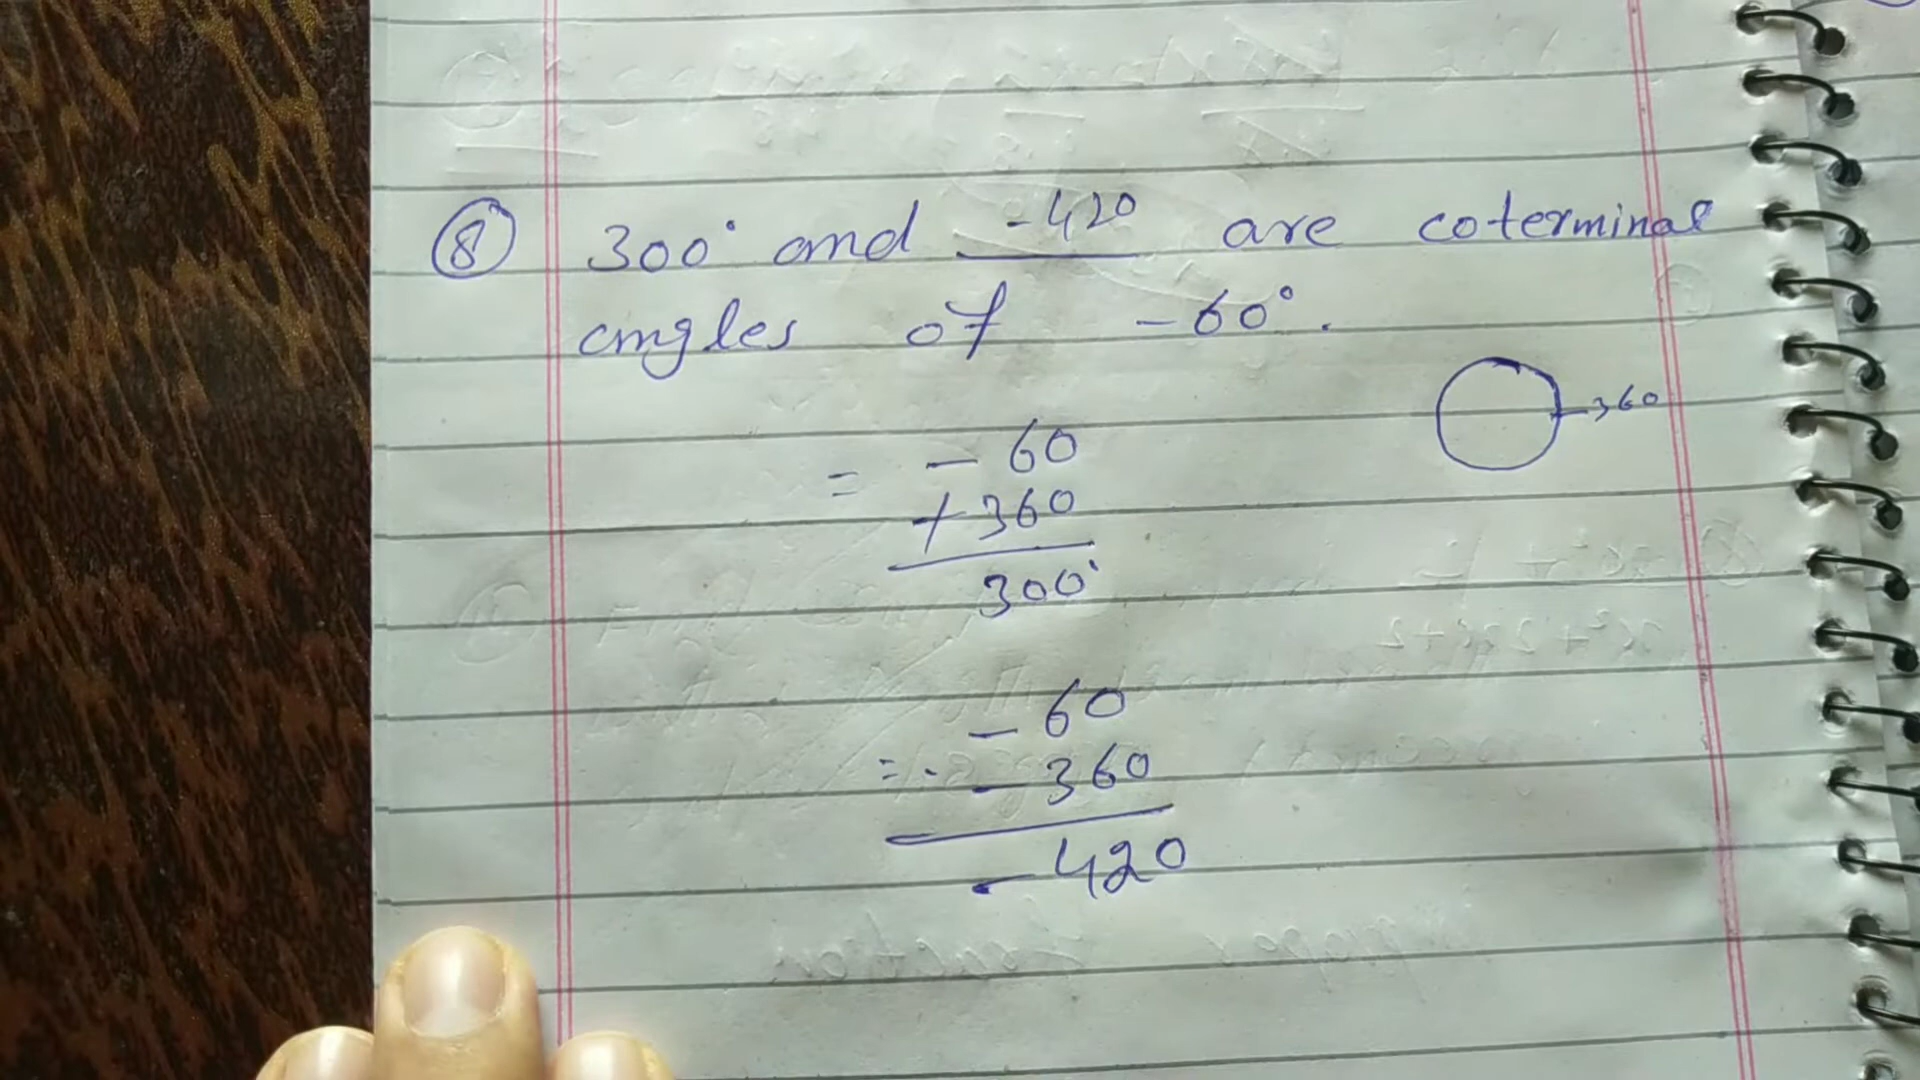 ⑧ 300° and -420 are coterminal
angles of -60°.
360
= - 60
+ 360
300°
- 60
= - - 360
- 420